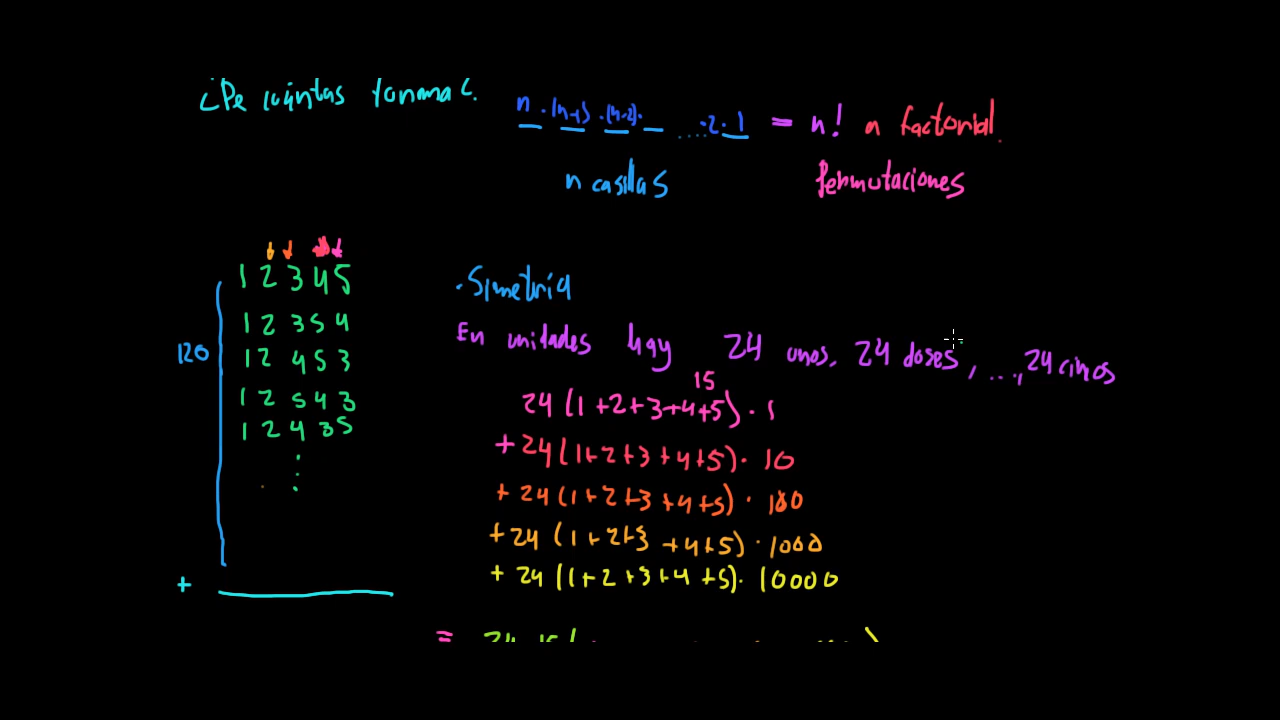 ¿De cuántas formas.
n · (n-1) · (n-2) · ..... · 2 · 1 = n! n factorial.
n casillas
permutaciones
1 2 3 4 5
1 2 3 5 4
120
1 2 4 5 3
1 2 5 4 3
1 2 4 3 5
+
· Simetría
En unidades hay 24 unos, 24 doses, ..., 24 cincos
15
24 (1+2+3+4+5) · 1
+ 24 (1+2+3+4+5) · 10
+ 24 (1+2+3+4+5) · 100
+ 24 (1+2+3+4+5) · 1000
+ 24 (1+2+3+4+5) · 10000